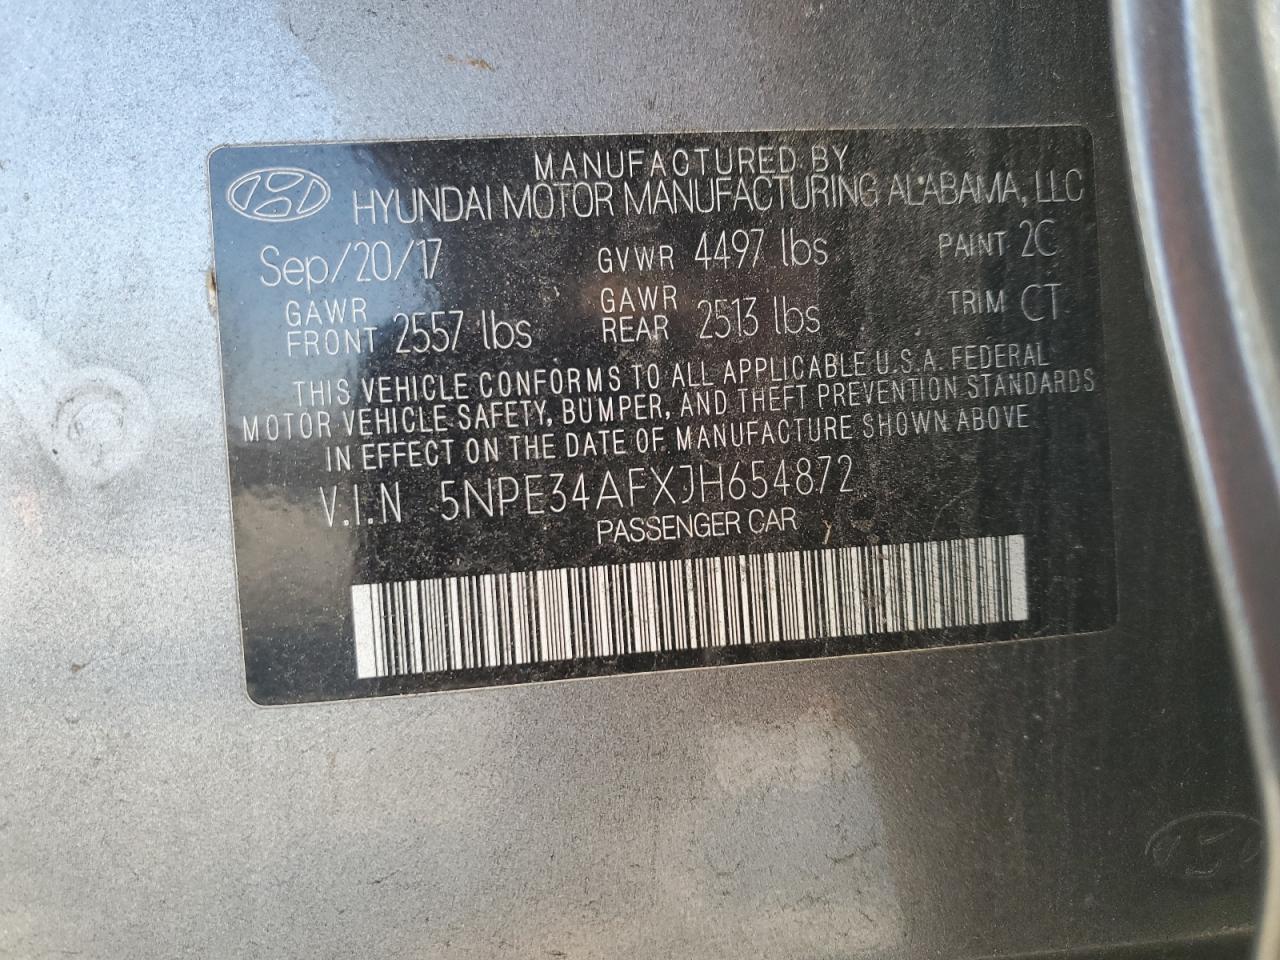 MANUFACTURED BY
HYUNDAI MOTOR MANUFACTURING ALABAMA, LLC
Sep/20/17 GVWR 4497 lbs PAINT 2C
GAWR FRONT 2557 lbs GAWR REAR 2513 lbs TRIM CT
THIS VEHICLE CONFORMS TO ALL APPLICABLE U.S.A. FEDERAL
MOTOR VEHICLE SAFETY, BUMPER, AND THEFT PREVENTION STANDARDS
IN EFFECT ON THE DATE OF MANUFACTURE SHOWN ABOVE
V.I.N 5NPE34AFXJH654872
PASSENGER CAR